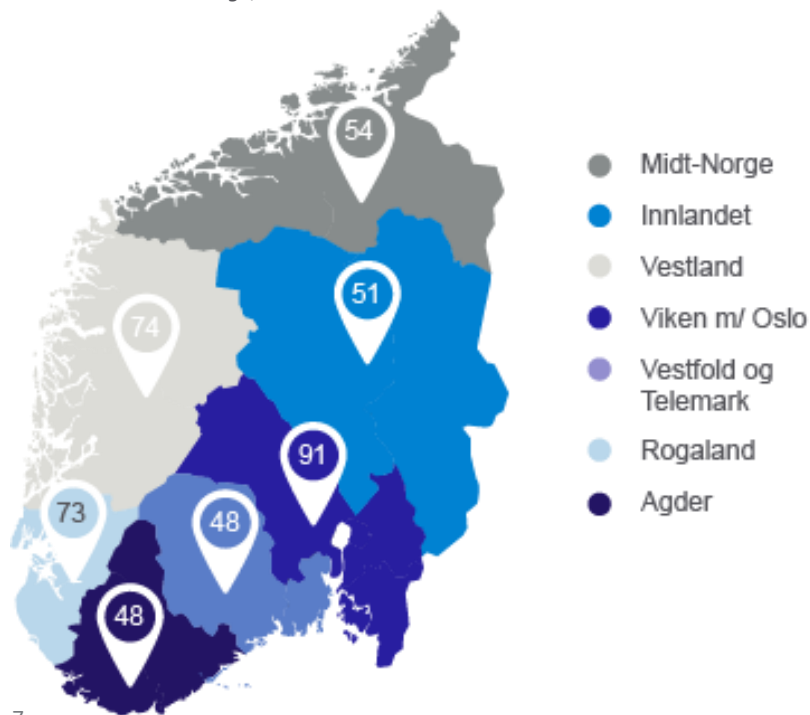 54
Midt-Norge
Innlandet
51
Vestland
74
Viken m/ Oslo
Vestfold og
Telemark
91
Rogaland
73
48
Agder
48